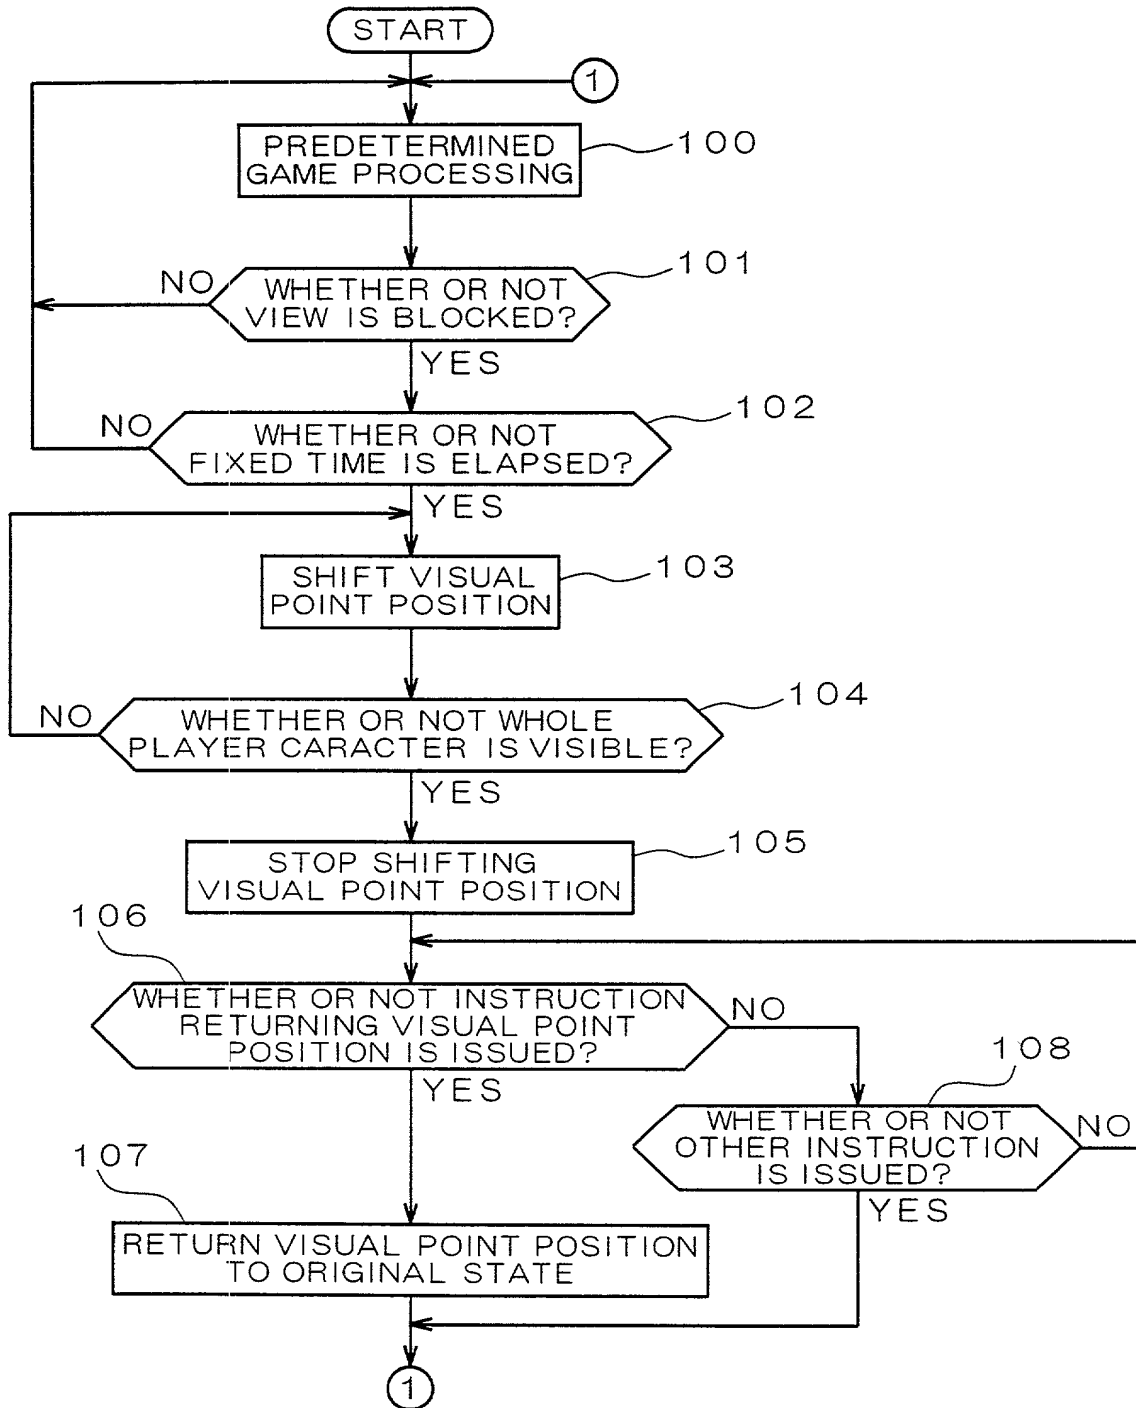 START
1
PREDETERMINED
GAME PROCESSING
100
WHETHER OR NOT
VIEW IS BLOCKED?
101
NO
YES
WHETHER OR NOT
FIXED TIME IS ELAPSED?
102
NO
YES
SHIFT VISUAL
POINT POSITION
103
WHETHER OR NOT WHOLE
PLAYER CARACTER IS VISIBLE?
104
NO
YES
STOP SHIFTING
VISUAL POINT POSITION
105
106
WHETHER OR NOT INSTRUCTION
RETURNING VISUAL POINT
POSITION IS ISSUED?
NO
YES
108
WHETHER OR NOT
OTHER INSTRUCTION
IS ISSUED?
NO
YES
107
RETURN VISUAL POINT POSITION
TO ORIGINAL STATE
1